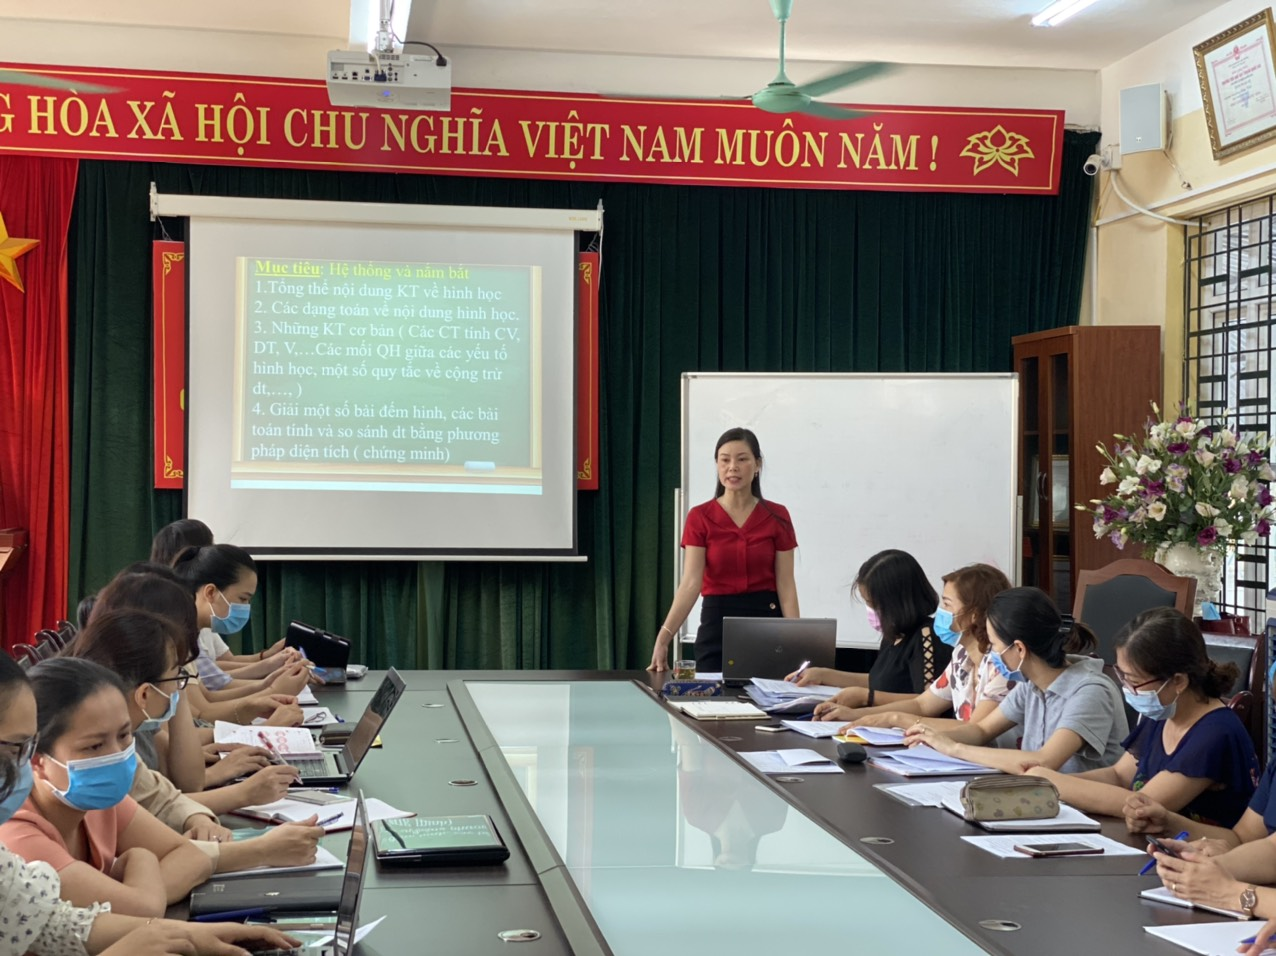 G HÒA XÃ HỘI CHỦ NGHĨA VIỆT NAM MUÔN NĂM !
Mục tiêu: Hệ thống và nắm bắt
1.Tổng thể nội dung KT về hình học
2. Các dạng toán về nội dung hình học.
3. Những KT cơ bản ( Các CT tính CV,
DT, V,…Các mối QH giữa các yếu tố
hình học, một số quy tắc về cộng trừ
dt,…, )
4. Giải một số bài đếm hình, các bài
toán tính và so sánh dt bằng phương
pháp diện tích ( chứng minh)